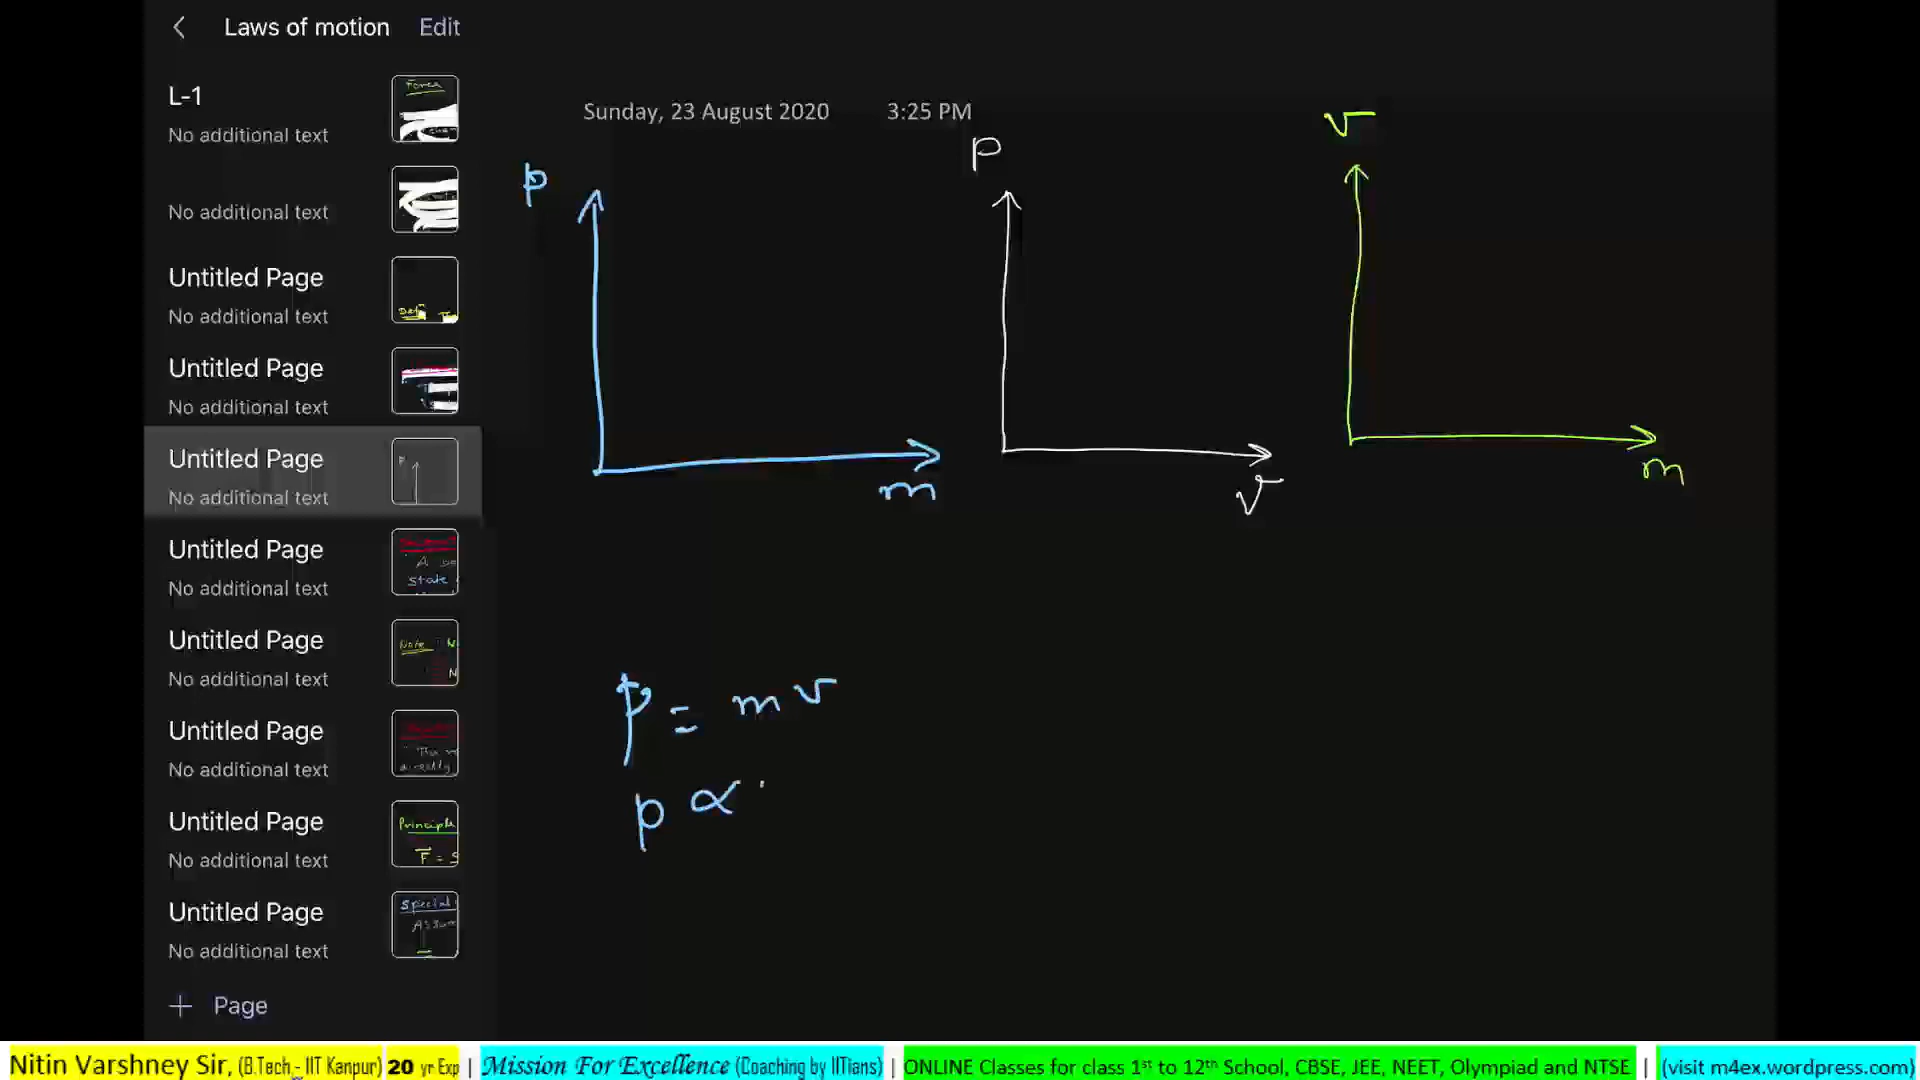 Laws of motion Edit
L-1
No additional text
No additional text
Untitled Page
No additional text
Untitled Page
No additional text
Untitled Page
No additional text
Untitled Page
No additional text
Untitled Page
No additional text
Untitled Page
No additional text
Untitled Page
No additional text
Untitled Page
No additional text
+ Page
Force
Note
Principle
Special
Sunday, 23 August 2020 3:25 PM
p
m
p
v
v
m
p = mv
p ∝
Nitin Varshney Sir, (B.Tech,- IIT Kanpur) 20 yr Exp | Mission For Excellence (Coaching by IITians) | ONLINE Classes for class 1st to 12th School, CBSE, JEE, NEET, Olympiad and NTSE | (visit m4ex.wordpress.com)